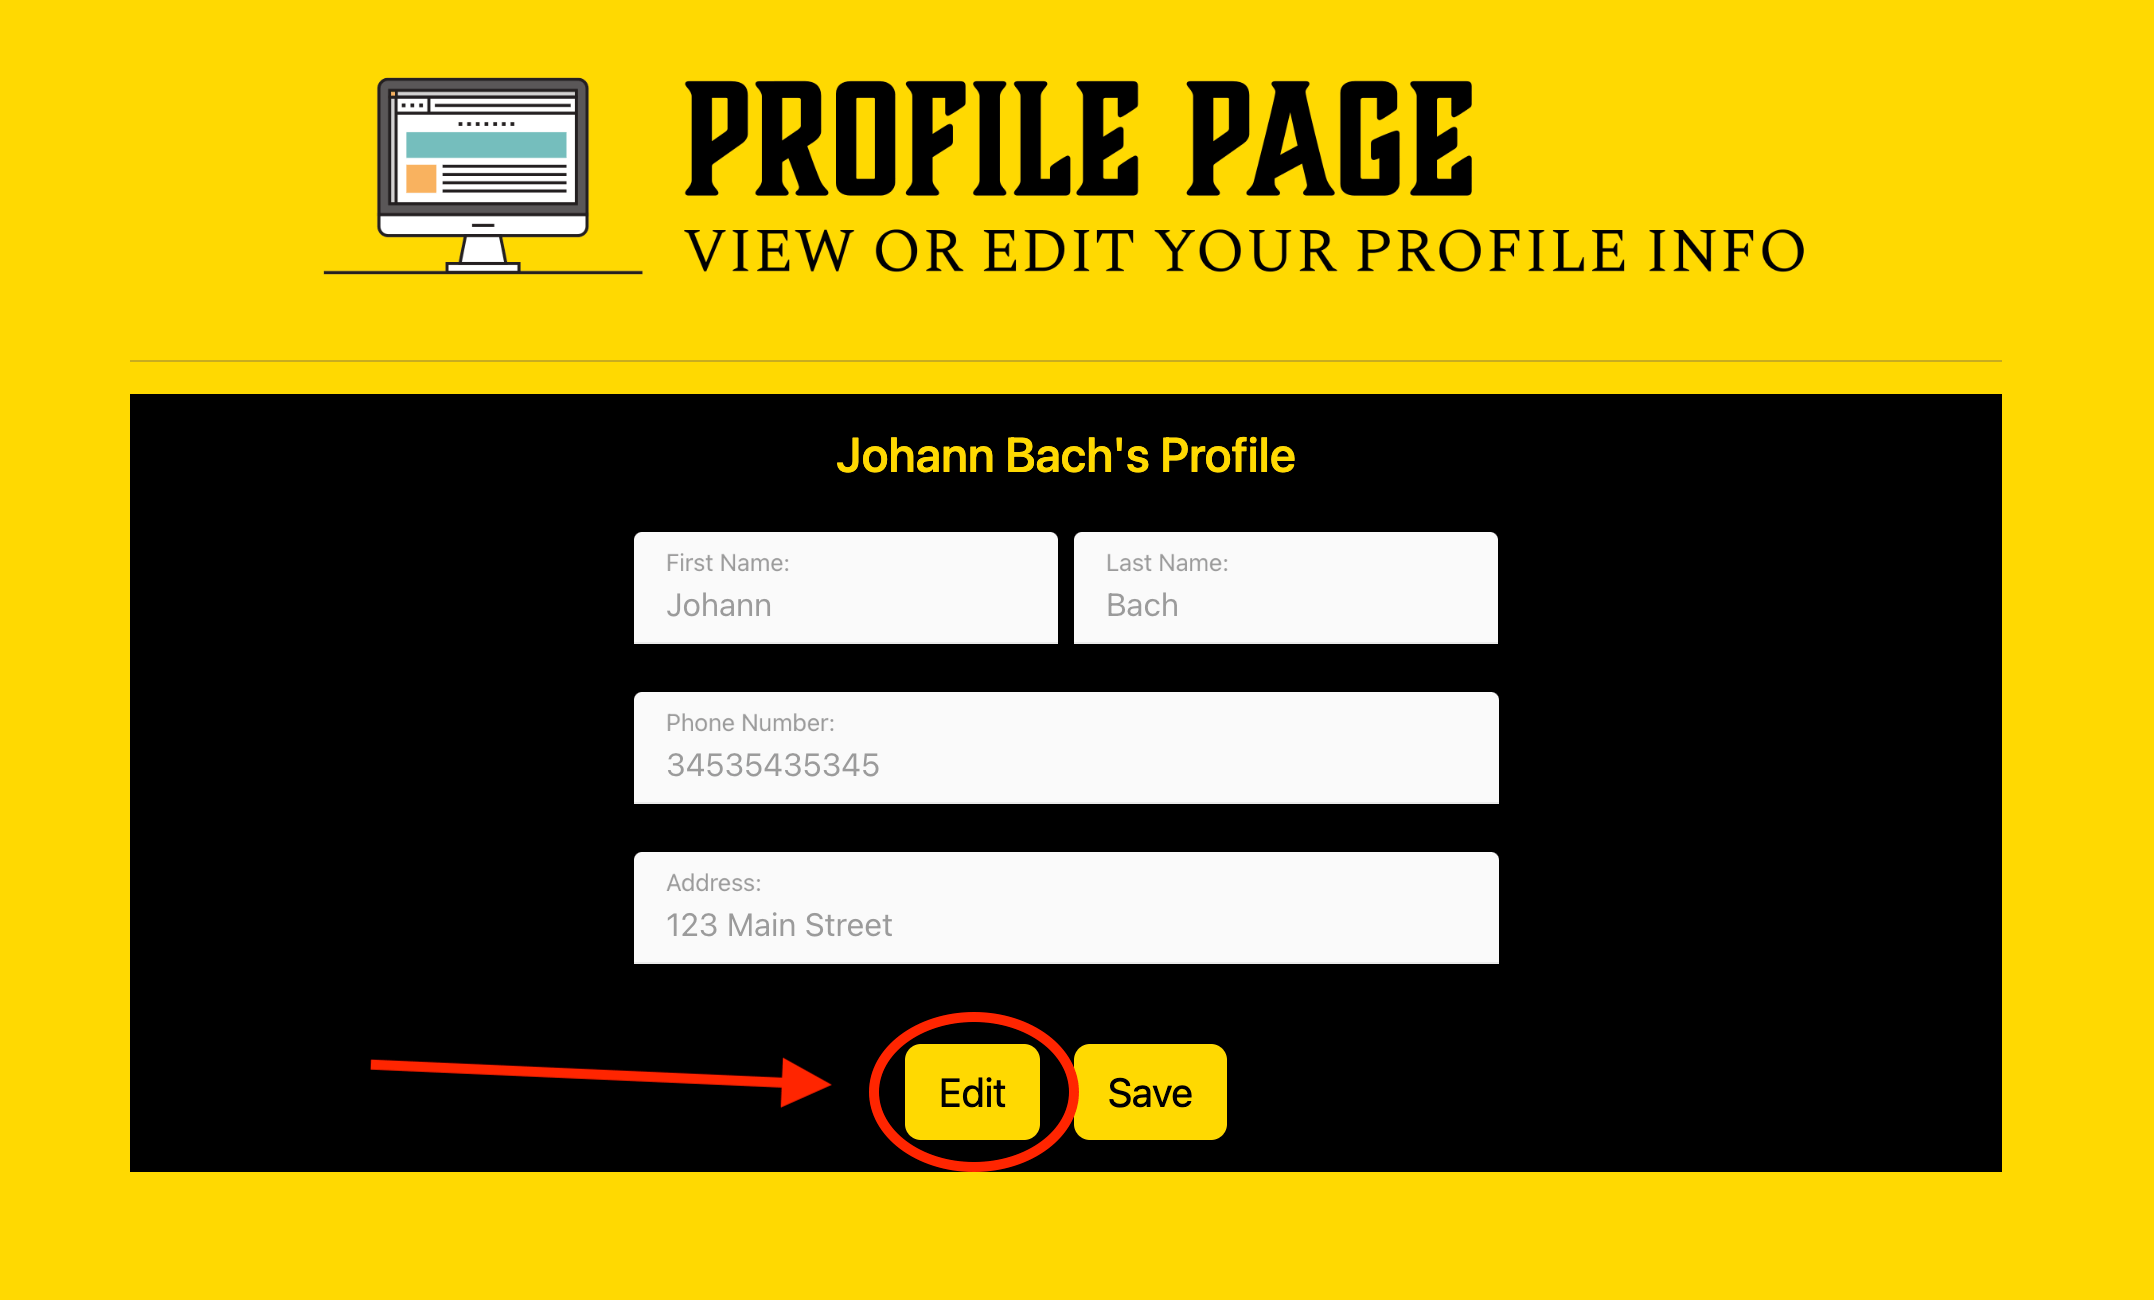 PROFILE PAGE
VIEW OR EDIT YOUR PROFILE INFO
Johann Bach's Profile
First Name:
Johann
Last Name:
Bach
Phone Number:
34535435345
Address:
123 Main Street
Edit
Save